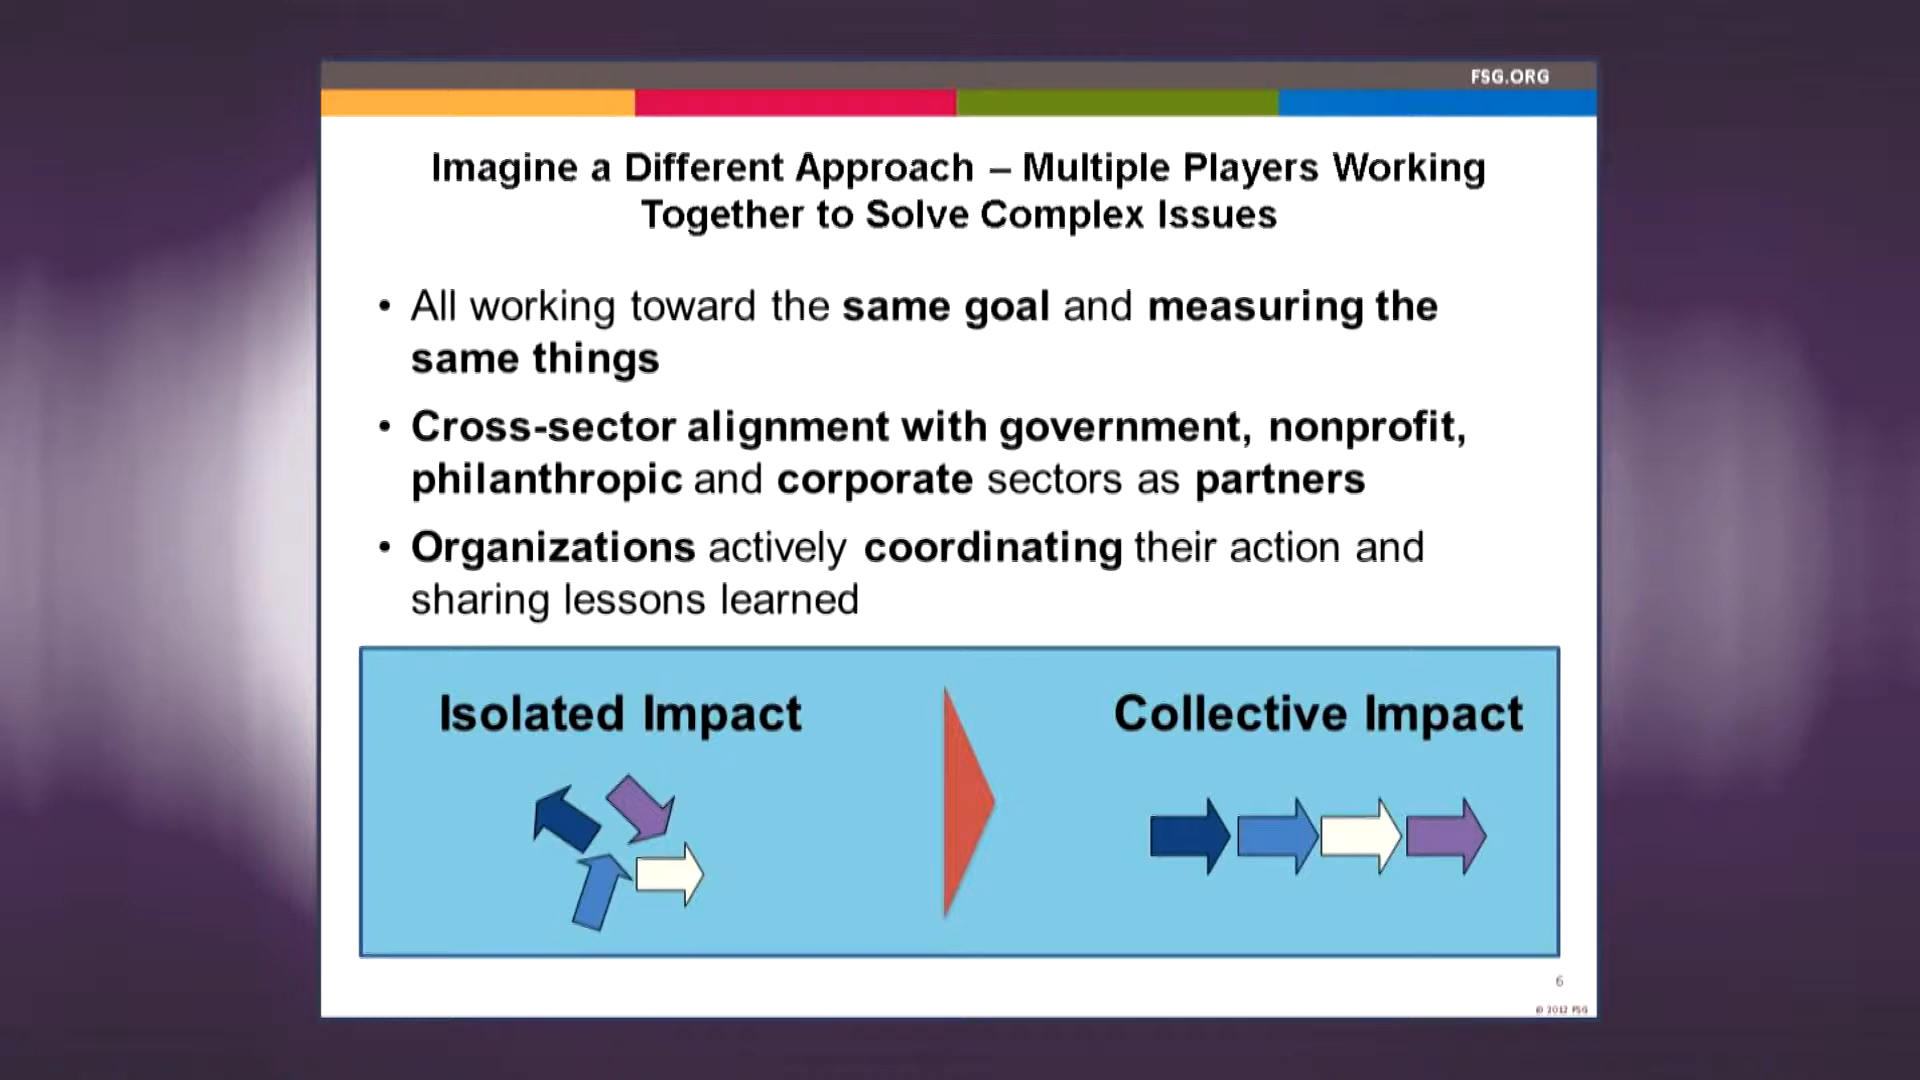 FSG.ORG
Imagine a Different Approach – Multiple Players Working
Together to Solve Complex Issues
• All working toward the same goal and measuring the
same things
• Cross-sector alignment with government, nonprofit,
philanthropic and corporate sectors as partners
• Organizations actively coordinating their action and
sharing lessons learned
Isolated Impact
Collective Impact
6
© 2012 FSG